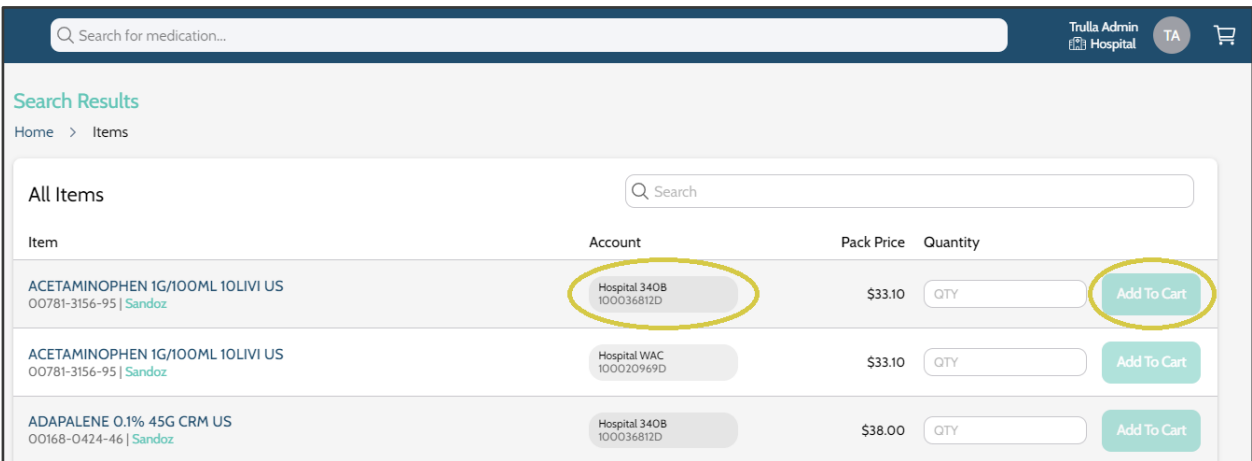 Search for medication...
Trulla Admin
Hospital
TA
Search Results
Home > Items
All Items
Search
Item Account Pack Price Quantity
ACETAMINOPHEN 1G/100ML 10LIVI US
00781-3156-95 | Sandoz
Hospital 340B
100036812D
$33.10 QTY Add To Cart
ACETAMINOPHEN 1G/100ML 10LIVI US
00781-3156-95 | Sandoz
Hospital WAC
100020969D
$33.10 QTY Add To Cart
ADAPALENE 0.1% 45G CRM US
00168-0424-46 | Sandoz
Hospital 340B
100036812D
$38.00 QTY Add To Cart